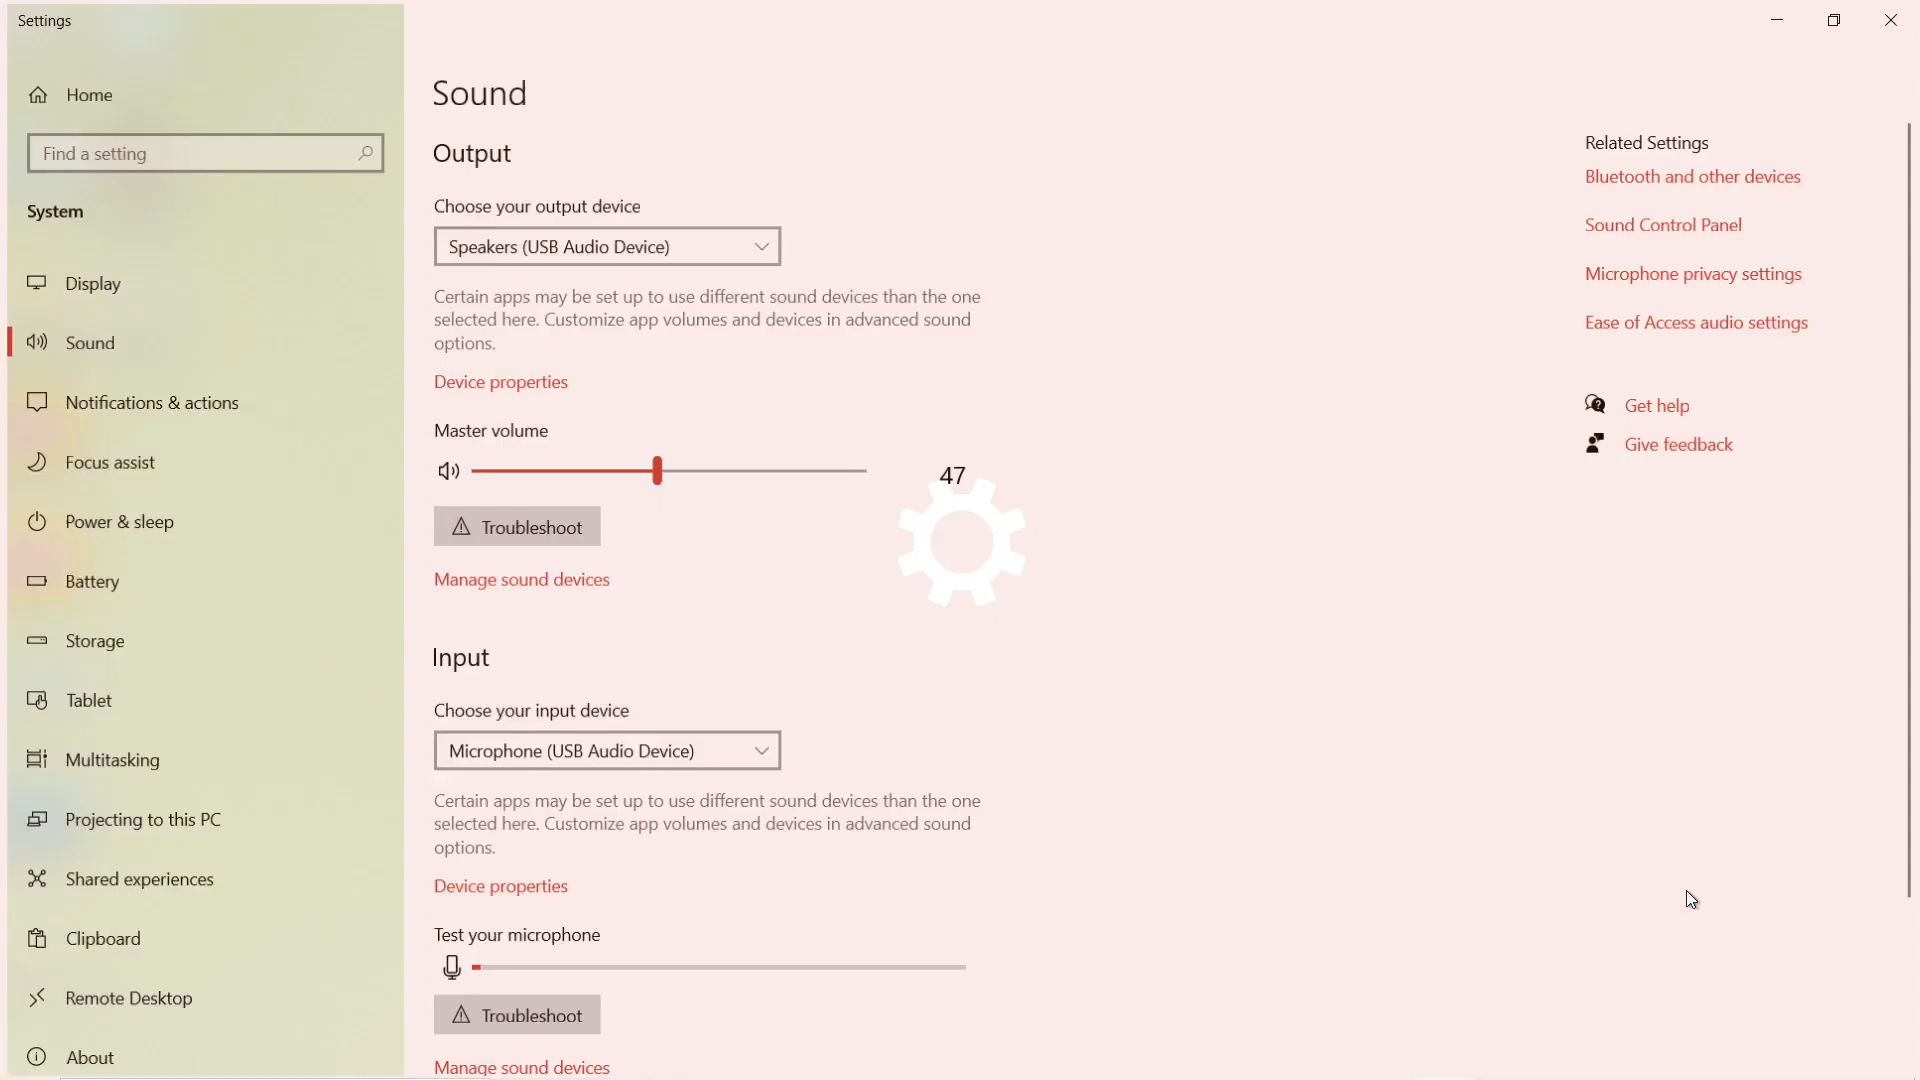 Settings
Home
Find a setting
System
Display
Sound
Notifications & actions
Focus assist
Power & sleep
Battery
Storage
Tablet
Multitasking
Projecting to this PC
Shared experiences
Clipboard
Remote Desktop
About
Sound
Output
Choose your output device
Speakers (USB Audio Device)
Certain apps may be set up to use different sound devices than the one
selected here. Customize app volumes and devices in advanced sound
options.
Device properties
Master volume
47
Troubleshoot
Manage sound devices
Input
Choose your input device
Microphone (USB Audio Device)
Certain apps may be set up to use different sound devices than the one
selected here. Customize app volumes and devices in advanced sound
options.
Device properties
Test your microphone
Troubleshoot
Manage sound devices
Related Settings
Bluetooth and other devices
Sound Control Panel
Microphone privacy settings
Ease of Access audio settings
Get help
Give feedback